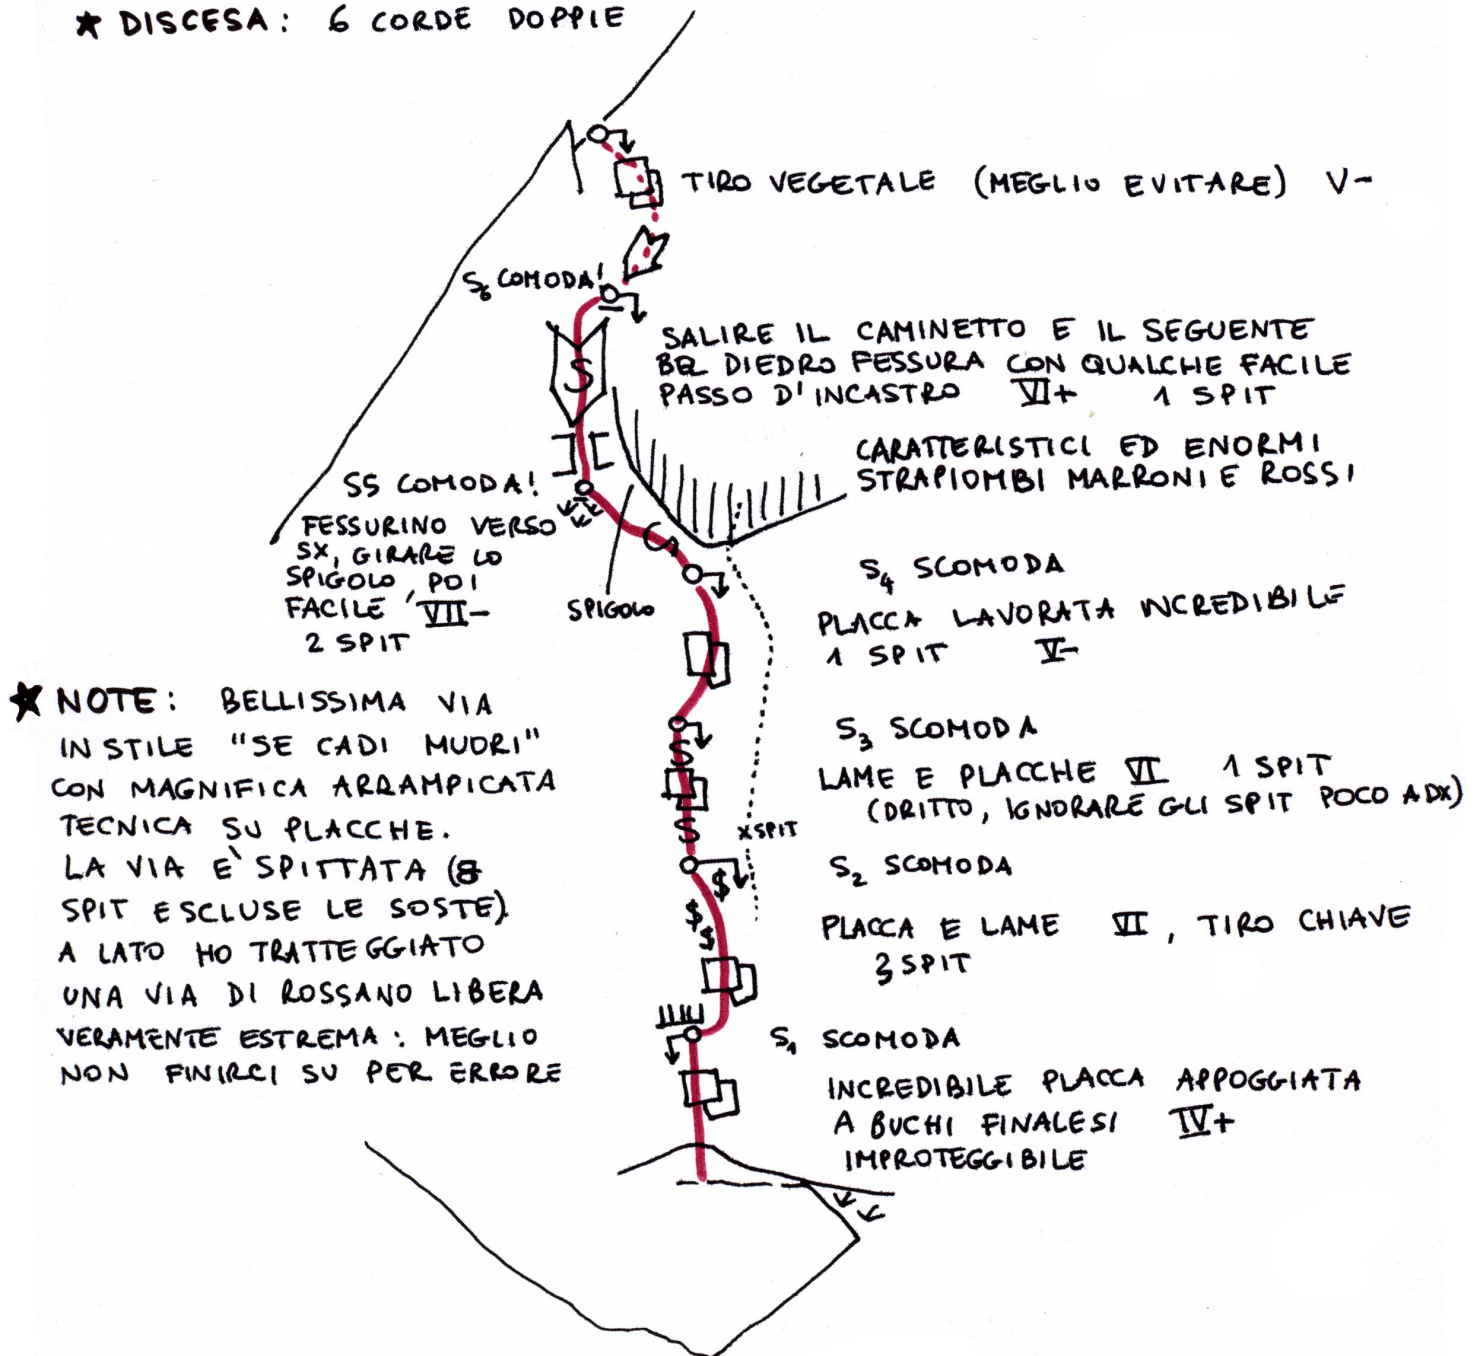 ★ DISCESA: 6 CORDE DOPPIE
TIRO VEGETALE (MEGLIO EVITARE) V-
S6 COMODA!
SALIRE IL CAMINETTO E IL SEGUENTE
BEL DIEDRO FESSURA CON QUALCHE FACILE
PASSO D'INCASTRO VI+ 1 SPIT
CARATTERISTICI ED ENORMI
STRAPIOMBI MARRONI E ROSSI
S5 COMODA!
FESSURINO VERSO
SX, GIRARE LO
SPIGOLO, POI
FACILE, VII-
2 SPIT
SPIGOLO
S4 SCOMODA
PLACCA LAVORATA INCREDIBILE
1 SPIT V-
★ NOTE: BELLISSIMA VIA
IN STILE "SE CADI MUORI"
CON MAGNIFICA ARRAMPICATA
TECNICA SU PLACCHE.
LA VIA E' SPITTATA (8
SPIT ESCLUSE LE SOSTE).
A LATO HO TRATTEGGIATO
UNA VIA DI ROSSANO LIBERA
VERAMENTE ESTREMA: MEGLIO
NON FINIRCI SU PER ERRORE
S3 SCOMODA
LAME E PLACCHE VI 1 SPIT
(DRITTO, IGNORARE GLI SPIT POCO A DX)
XSPIT
S2 SCOMODA
PLACCA E LAME VI, TIRO CHIAVE
3 SPIT
S1 SCOMODA
INCREDIBILE PLACCA APPOGGIATA
A BUCHI FINALESI IV+
IMPROTEGGIBILE